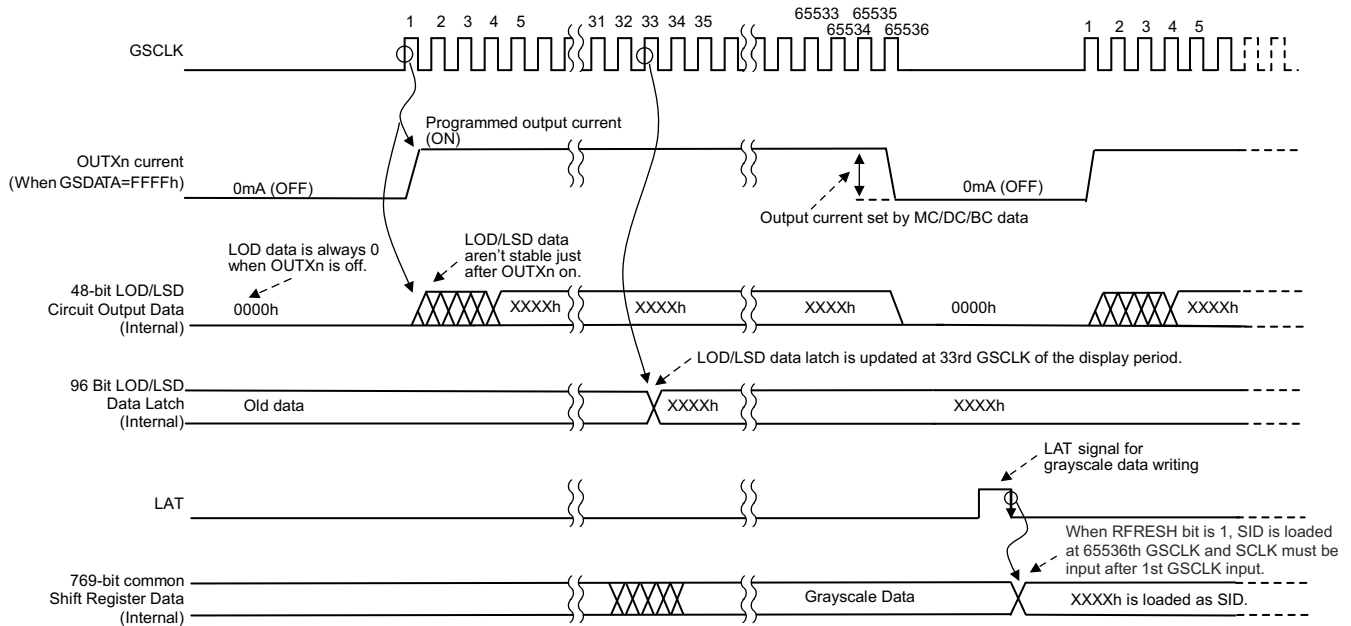 65533 65535
1 2 3 4 5 31 32 33 34 35 65534 65536 1 2 3 4 5
GSCLK
Programmed output current
(ON)
OUTXn current
(When GSDATA=FFFFh)
0mA (OFF)
0mA (OFF)
Output current set by MC/DC/BC data
LOD data is always 0
when OUTXn is off.
LOD/LSD data
aren't stable just
after OUTXn on.
48-bit LOD/LSD
Circuit Output Data
(Internal)
0000h XXXXh XXXXh XXXXh 0000h XXXXh
LOD/LSD data latch is updated at 33rd GSCLK of the display period.
96 Bit LOD/LSD
Data Latch
(Internal)
Old data XXXXh XXXXh
LAT signal for
grayscale data writing
LAT
When RFRESH bit is 1, SID is loaded
at 65536th GSCLK and SCLK must be
input after 1st GSCLK input.
769-bit common
Shift Register Data
(Internal)
Grayscale Data XXXXh is loaded as SID.